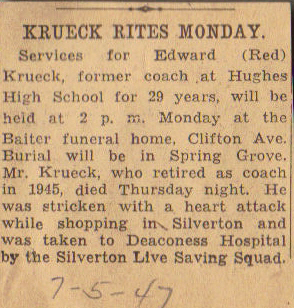 KRUECK RITES MONDAY.
Services for Edward (Red)
Krueck, former coach at Hughes
High School for 29 years, will be
held at 2 p. m. Monday at the
Baiter funeral home, Clifton Ave.
Burial will be in Spring Grove.
Mr. Krueck, who retired as coach
in 1945, died Thursday night. He
was stricken with a heart attack
while shopping in Silverton and
was taken to Deaconess Hospital
by the Silverton Live Saving Squad.
7-5-47